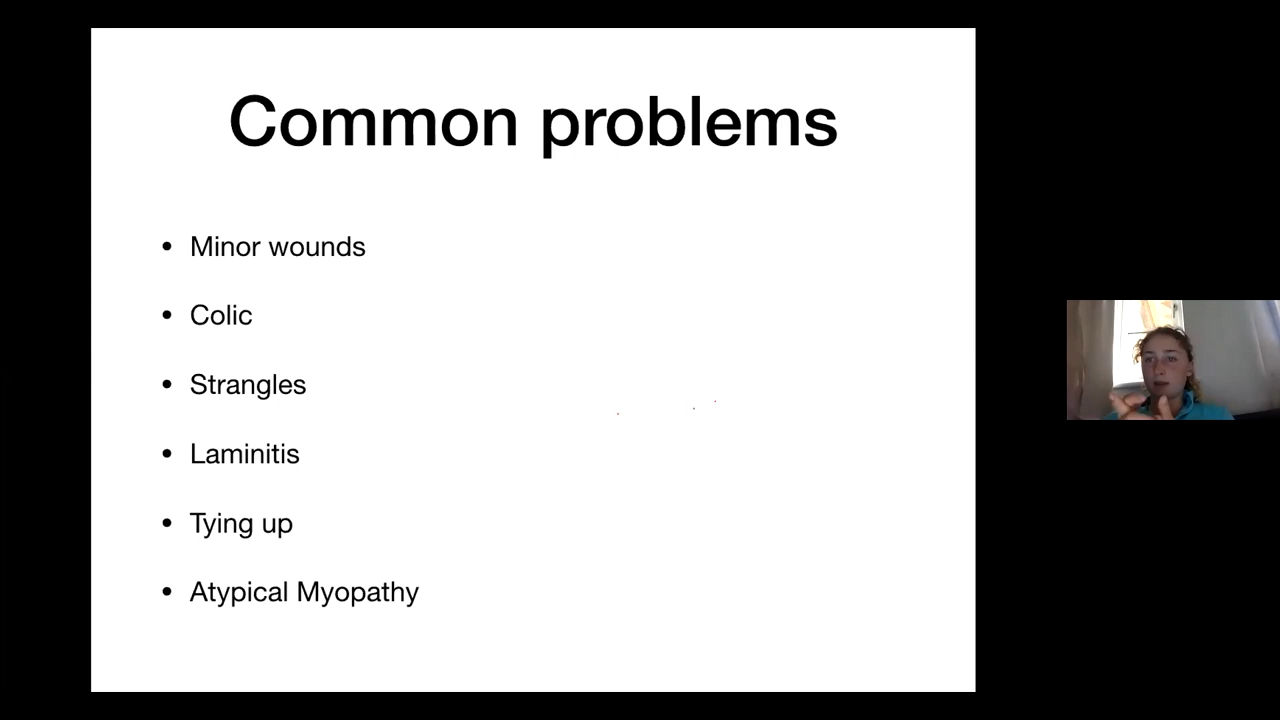 Common problems
• Minor wounds
• Colic
• Strangles
• Laminitis
• Tying up
• Atypical Myopathy